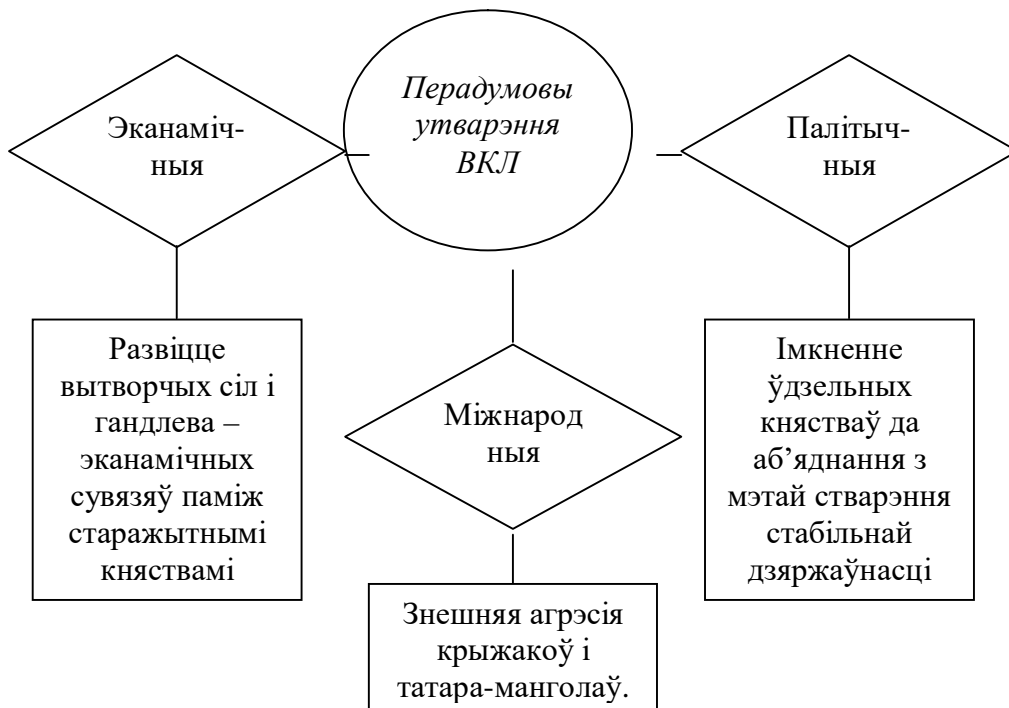 Перадумовы
утварэння
ВКЛ
Эканаміч-
ныя
Палітыч-
ныя
Развіццё
вытворчых сіл і
гандлева –
эканамічных
сувязяў паміж
старажытнымі
княствамі
Міжнарод
ныя
Імкненне
ўдзельных
княстваў да
аб’яднання з
мэтай стварэння
стабільнай
дзяржаўнасці
Знешняя агрэсія
крыжакоў і
татара-манголаў.